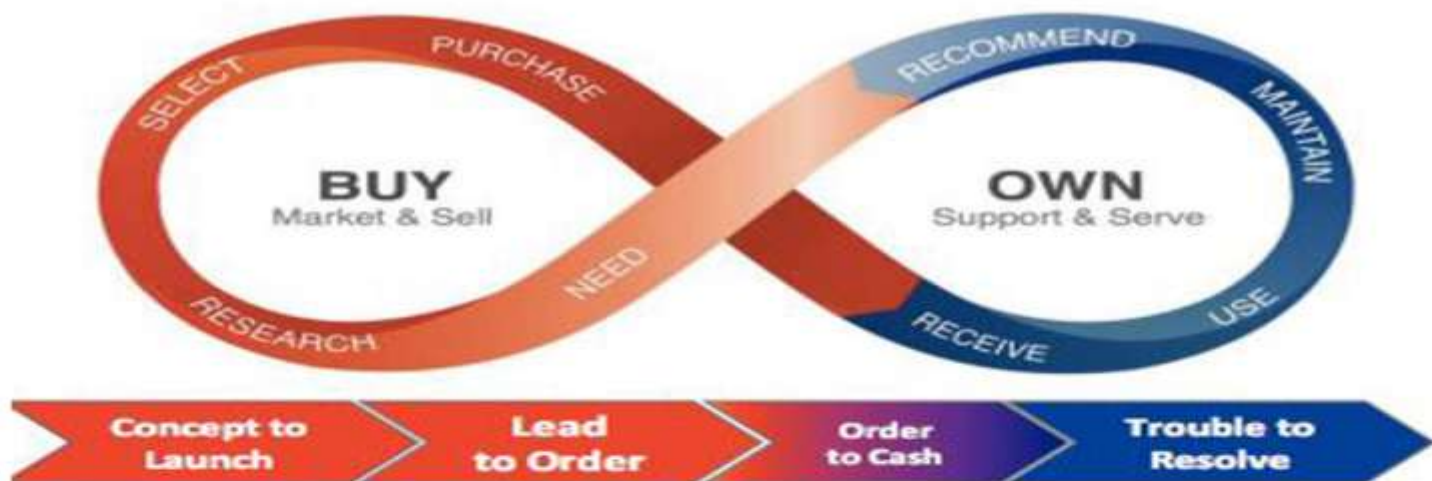 PURCHASE
SELECT
RECOMMEND
MAINTAIN
BUY
Market & Sell
OWN
Support & Serve
NEED
RESEARCH
USE
RECEIVE
Concept to
Launch
Lead
to Order
Order
to Cash
Trouble to
Resolve